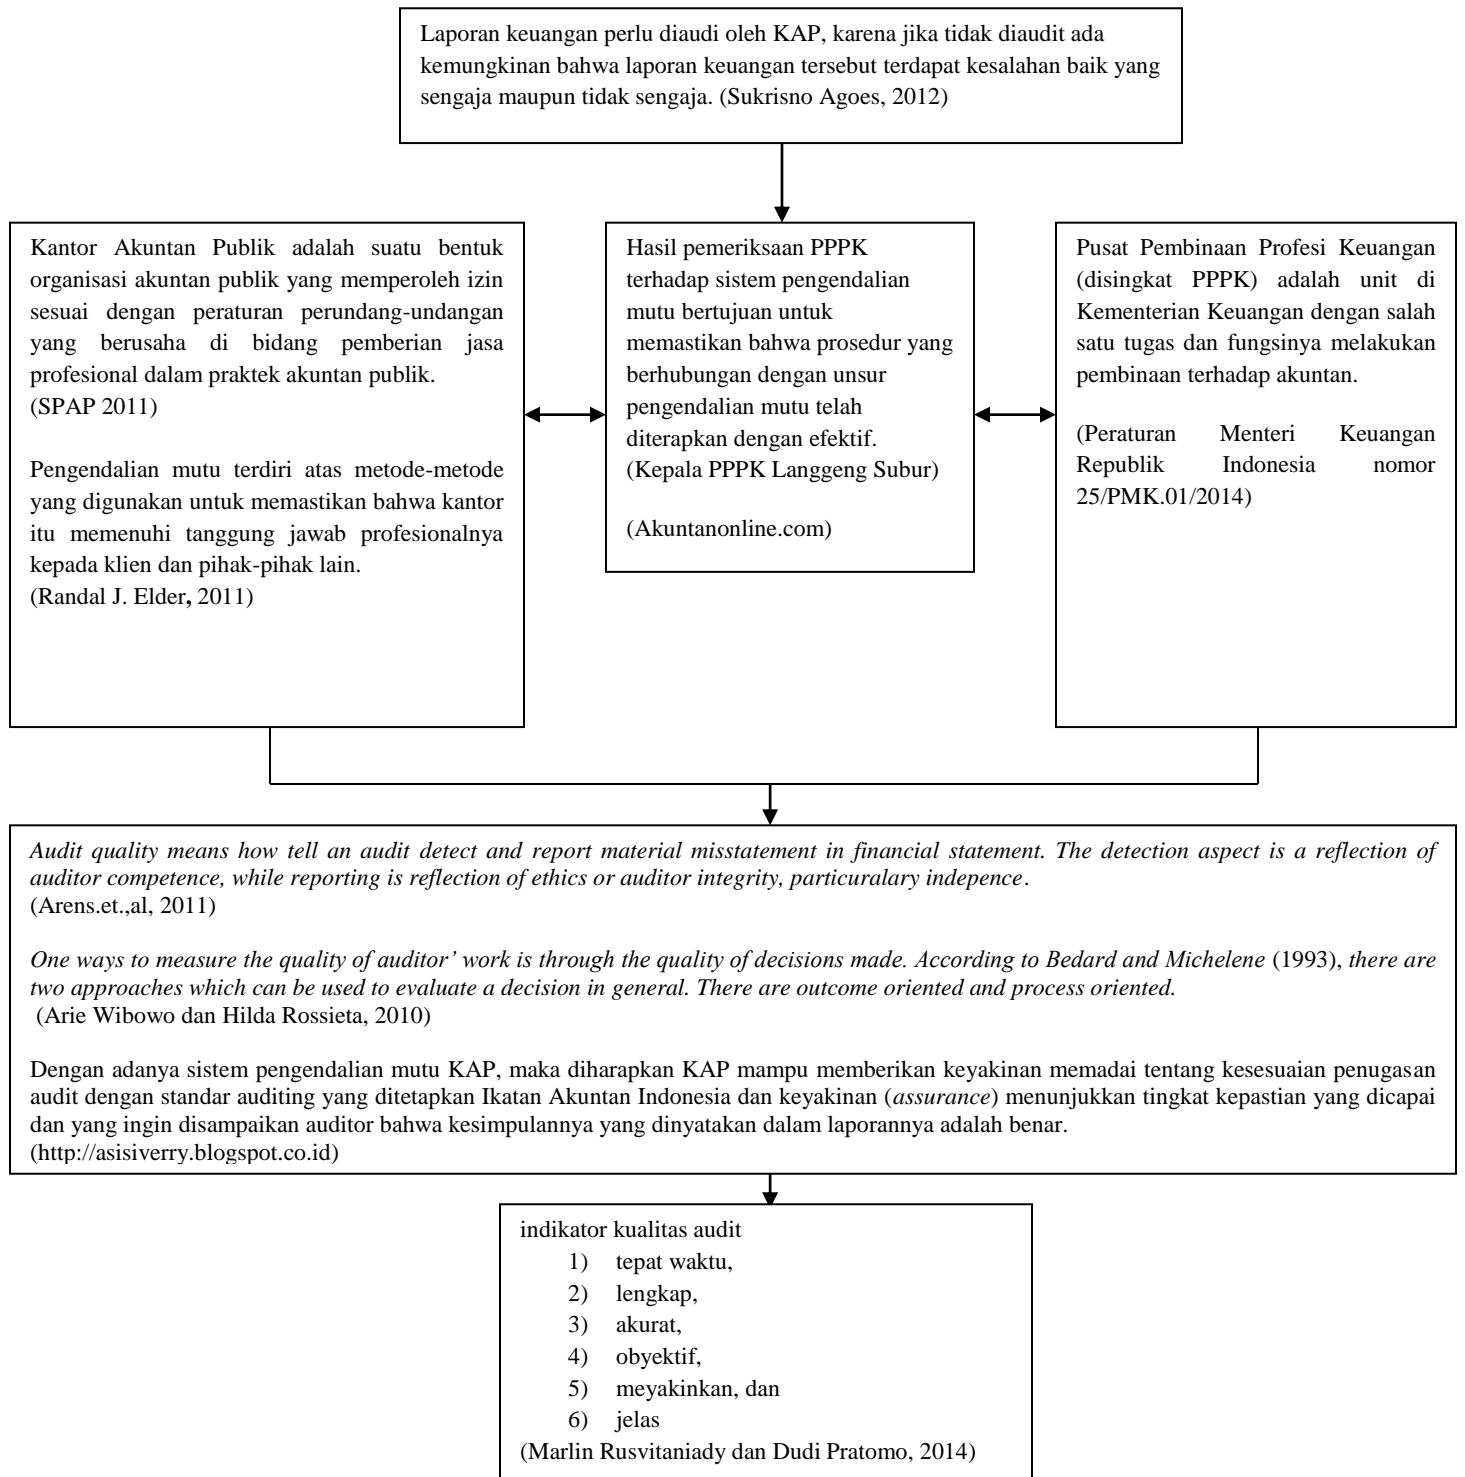 Laporan keuangan perlu diaudi oleh KAP, karena jika tidak diaudit ada
kemungkinan bahwa laporan keuangan tersebut terdapat kesalahan baik yang
sengaja maupun tidak sengaja. (Sukrisno Agoes, 2012)
Kantor Akuntan Publik adalah suatu bentuk
organisasi akuntan publik yang memperoleh izin
sesuai dengan peraturan perundang-undangan
yang berusaha di bidang pemberian jasa
profesional dalam praktek akuntan publik.
(SPAP 2011)
Pengendalian mutu terdiri atas metode-metode
yang digunakan untuk memastikan bahwa kantor
itu memenuhi tanggung jawab profesionalnya
kepada klien dan pihak-pihak lain.
(Randal J. Elder, 2011)
Hasil pemeriksaan PPPK
terhadap sistem pengendalian
mutu bertujuan untuk
memastikan bahwa prosedur yang
berhubungan dengan unsur
pengendalian mutu telah
diterapkan dengan efektif.
(Kepala PPPK Langgeng Subur)
(Akuntanonline.com)
Pusat Pembinaan Profesi Keuangan
(disingkat PPPK) adalah unit di
Kementerian Keuangan dengan salah
satu tugas dan fungsinya melakukan
pembinaan terhadap akuntan.
(Peraturan Menteri Keuangan
Republik Indonesia nomor
25/PMK.01/2014)
Audit quality means how tell an audit detect and report material misstatement in financial statement. The detection aspect is a reflection of
auditor competence, while reporting is reflection of ethics or auditor integrity, particuralary indepence.
(Arens.et.,al, 2011)
One ways to measure the quality of auditor' work is through the quality of decisions made. According to Bedard and Michelene (1993), there are
two approaches which can be used to evaluate a decision in general. There are outcome oriented and process oriented.
(Arie Wibowo dan Hilda Rossieta, 2010)
Dengan adanya sistem pengendalian mutu KAP, maka diharapkan KAP mampu memberikan keyakinan memadai tentang kesesuaian penugasan
audit dengan standar auditing yang ditetapkan Ikatan Akuntan Indonesia dan keyakinan (assurance) menunjukkan tingkat kepastian yang dicapai
dan yang ingin disampaikan auditor bahwa kesimpulannya yang dinyatakan dalam laporannya adalah benar.
(http://asisiverry.blogspot.co.id)
indikator kualitas audit
1) tepat waktu,
2) lengkap,
3) akurat,
4) obyektif,
5) meyakinkan, dan
6) jelas
(Marlin Rusvitaniady dan Dudi Pratomo, 2014)